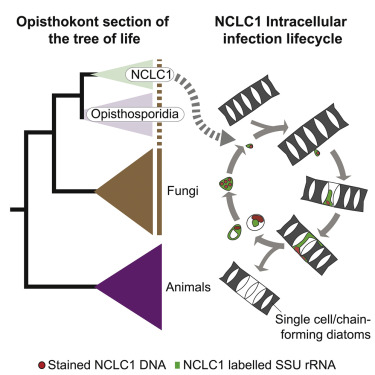 Opisthokont section of
the tree of life
NCLC1 Intracellular
infection lifecycle
NCLC1
Opisthosporidia
Fungi
Animals
Single cell/chain-
forming diatoms
Stained NCLC1 DNA
NCLC1 labelled SSU rRNA